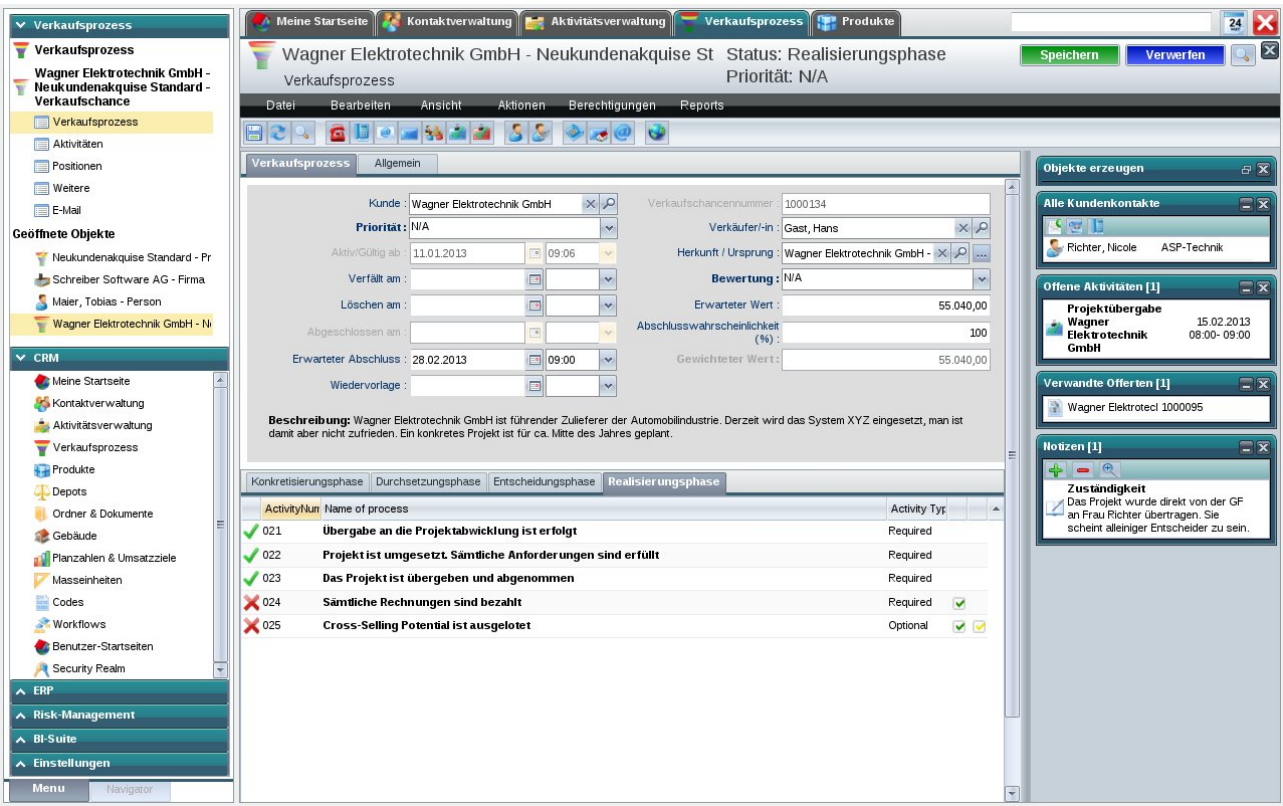 Verkaufsprozess
Verkaufsprozess
Wagner Elektrotechnik GmbH -
Neukundenakquise Standard -
Verkaufschance
Verkaufsprozess
Aktivitäten
Positionen
Weitere
E-Mail
Geöffnete Objekte
Neukundenakquise Standard - Pr
Schreiber Software AG - Firma
Maier, Tobias - Person
Wagner Elektrotechnik GmbH - N
CRM
Meine Startseite
Kontaktverwaltung
Aktivitätsverwaltung
Verkaufsprozess
Produkte
Depots
Ordner & Dokumente
Gebäude
Planzahlen & Umsatzziele
Masseinheiten
Codes
Workflows
Benutzer-Startseiten
Security Realm
ERP
Risk-Management
BI-Suite
Einstellungen
Menu Navigator
Meine Startseite Kontaktverwaltung Aktivitätsverwaltung Verkaufsprozess Produkte
24
Wagner Elektrotechnik GmbH - Neukundenakquise St Status: Realisierungsphase
Verkaufsprozess Priorität: N/A
Speichern Verwerfen
Datei Bearbeiten Ansicht Aktionen Berechtigungen Reports
Verkaufsprozess Allgemein
Kunde : Wagner Elektrotechnik GmbH Verkaufschancennummer : 1000134
Priorität: N/A Verkäufer/-in : Gast, Hans
Aktiv/Gültig ab : 11.01.2013 09:06 Herkunft / Ursprung : Wagner Elektrotechnik GmbH - ...
Verfällt am : Bewertung : N/A
Löschen am : Erwarteter Wert : 55.040,00
Abgeschlossen am : Abschlusswahrscheinlichkeit (%) : 100
Erwarteter Abschluss : 28.02.2013 09:00 Gewichteter Wert : 55.040,00
Wiedervorlage :
Beschreibung: Wagner Elektrotechnik GmbH ist führender Zulieferer der Automobilindustrie. Derzeit wird das System XYZ eingesetzt, man ist
damit aber nicht zufrieden. Ein konkretes Projekt ist für ca. Mitte des Jahres geplant.
Konkretisierungsphase Durchsetzungsphase Entscheidungsphase Realisierungsphase
ActivityNum Name of process Activity Typ
021 Übergabe an die Projektabwicklung ist erfolgt Required
022 Projekt ist umgesetzt. Sämtliche Anforderungen sind erfüllt Required
023 Das Projekt ist übergeben und abgenommen Required
024 Sämtliche Rechnungen sind bezahlt Required
025 Cross-Selling Potential ist ausgelotet Optional
Objekte erzeugen
Alle Kundenkontakte
Richter, Nicole ASP-Technik
Offene Aktivitäten [1]
Projektübergabe
Wagner 15.02.2013
Elektrotechnik 08:00- 09:00
GmbH
Verwandte Offerten [1]
Wagner Elektrotecl 1000095
Notizen [1]
Zuständigkeit
Das Projekt wurde direkt von der GF
an Frau Richter übertragen. Sie
scheint alleiniger Entscheider zu sein.